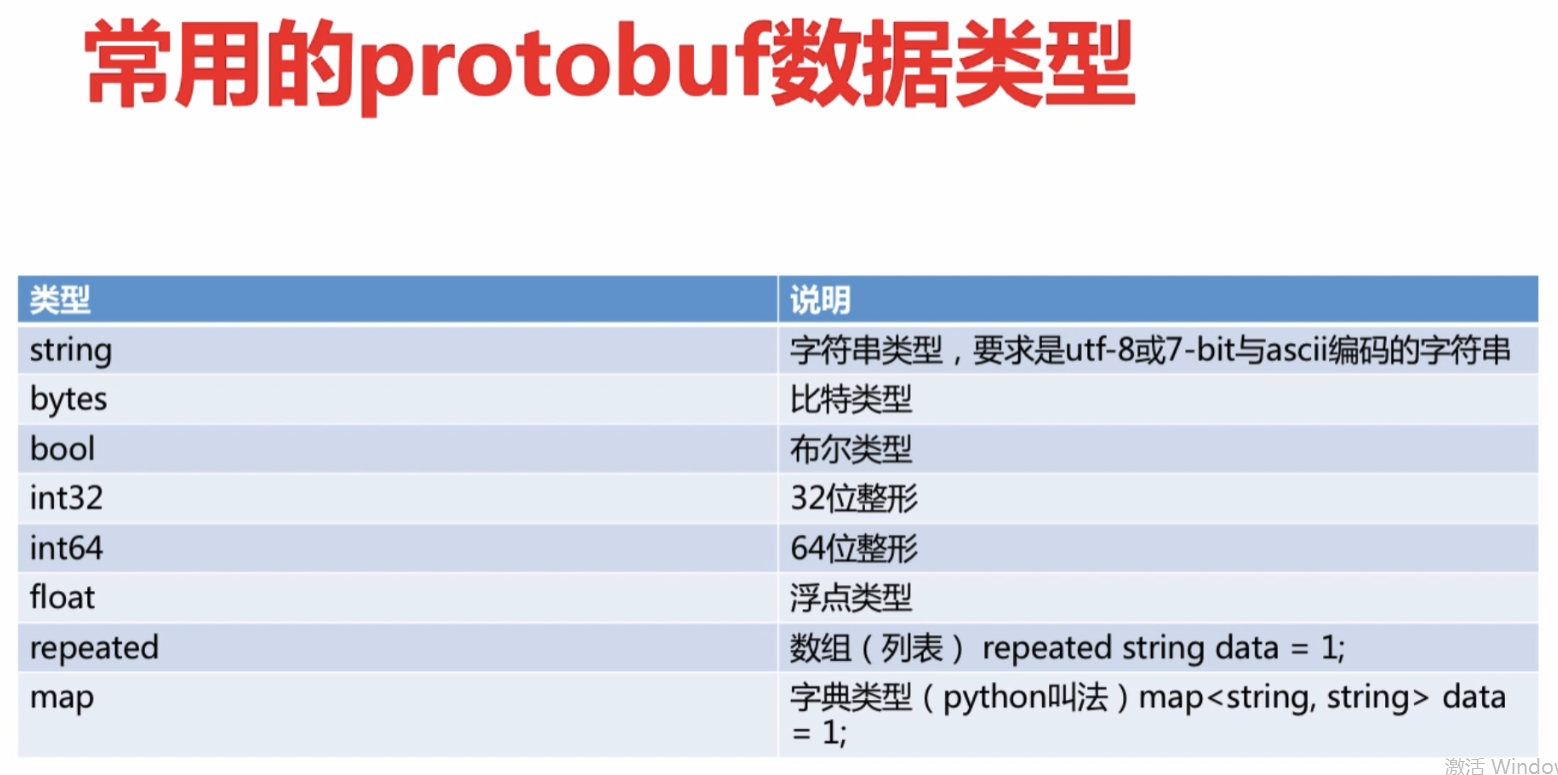 常用的protobuf数据类型
类型
说明
string
字符串类型，要求是utf-8或7-bit与ascii编码的字符串
bytes
比特类型
bool
布尔类型
int32
32位整形
int64
64位整形
float
浮点类型
repeated
数组（列表） repeated string data = 1;
map
字典类型（python叫法）map<string, string> data
= 1;
激活 Window